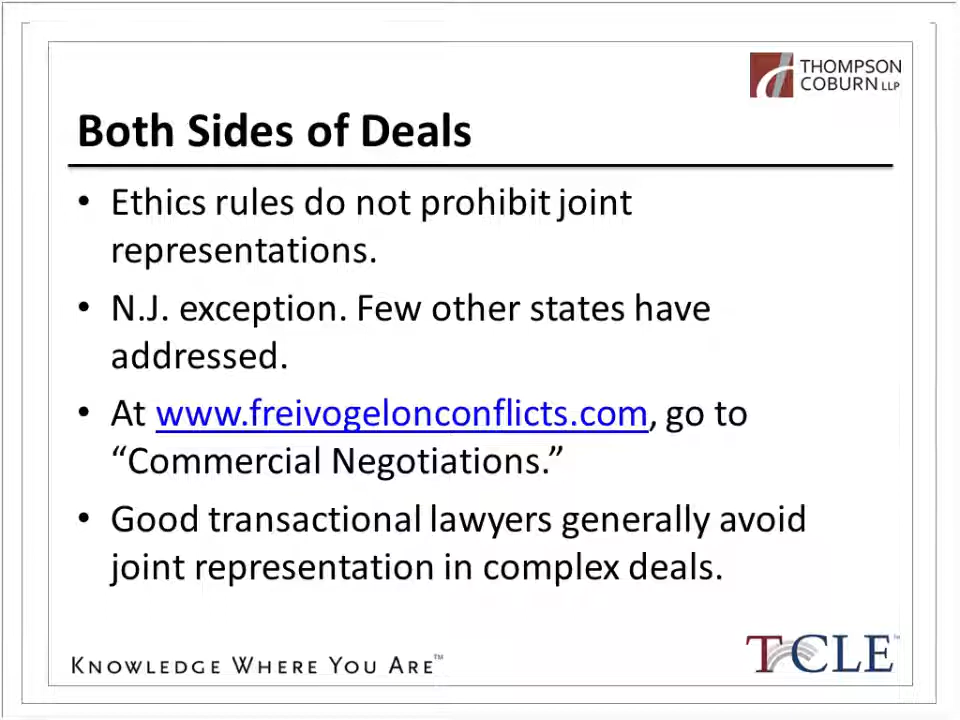 THOMPSON
COBURN LLP
Both Sides of Deals
• Ethics rules do not prohibit joint
representations.
• N.J. exception. Few other states have
addressed.
• At www.freivogelonconflicts.com, go to
“Commercial Negotiations.”
• Good transactional lawyers generally avoid
joint representation in complex deals.
KNOWLEDGE WHERE YOU ARE™
TCLE™